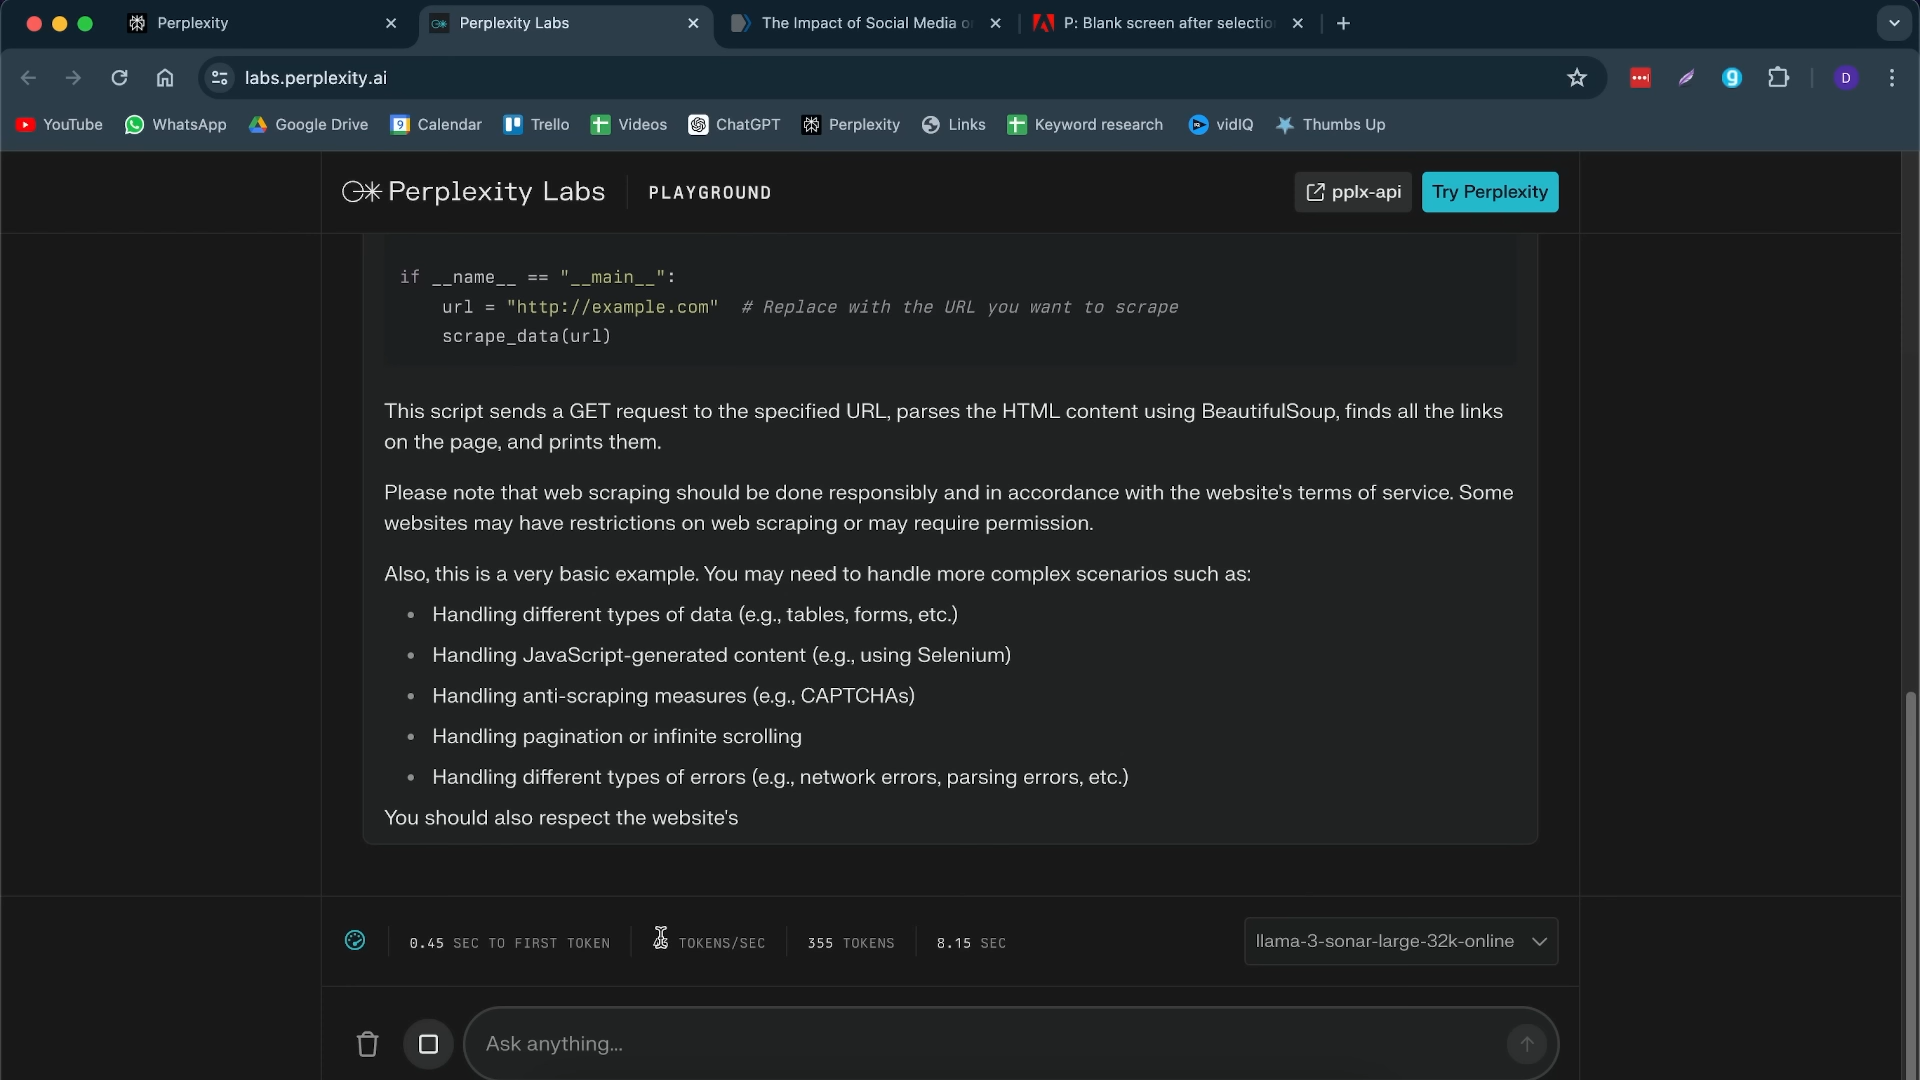 Perplexity
Perplexity Labs
The Impact of Social Media o
P: Blank screen after selectio
labs.perplexity.ai
D
YouTube
WhatsApp
Google Drive
Calendar
Trello
Videos
ChatGPT
Perplexity
Links
Keyword research
vidIQ
Thumbs Up
Perplexity Labs
PLAYGROUND
pplx-api
Try Perplexity
if __name__ == "__main__":
url = "http://example.com"  # Replace with the URL you want to scrape
scrape_data(url)
This script sends a GET request to the specified URL, parses the HTML content using BeautifulSoup, finds all the links
on the page, and prints them.
Please note that web scraping should be done responsibly and in accordance with the website's terms of service. Some
websites may have restrictions on web scraping or may require permission.
Also, this is a very basic example. You may need to handle more complex scenarios such as:
• Handling different types of data (e.g., tables, forms, etc.)
• Handling JavaScript-generated content (e.g., using Selenium)
• Handling anti-scraping measures (e.g., CAPTCHAs)
• Handling pagination or infinite scrolling
• Handling different types of errors (e.g., network errors, parsing errors, etc.)
You should also respect the website's
0.45 SEC TO FIRST TOKEN
TOKENS/SEC
355 TOKENS
8.15 SEC
llama-3-sonar-large-32k-online
Ask anything...